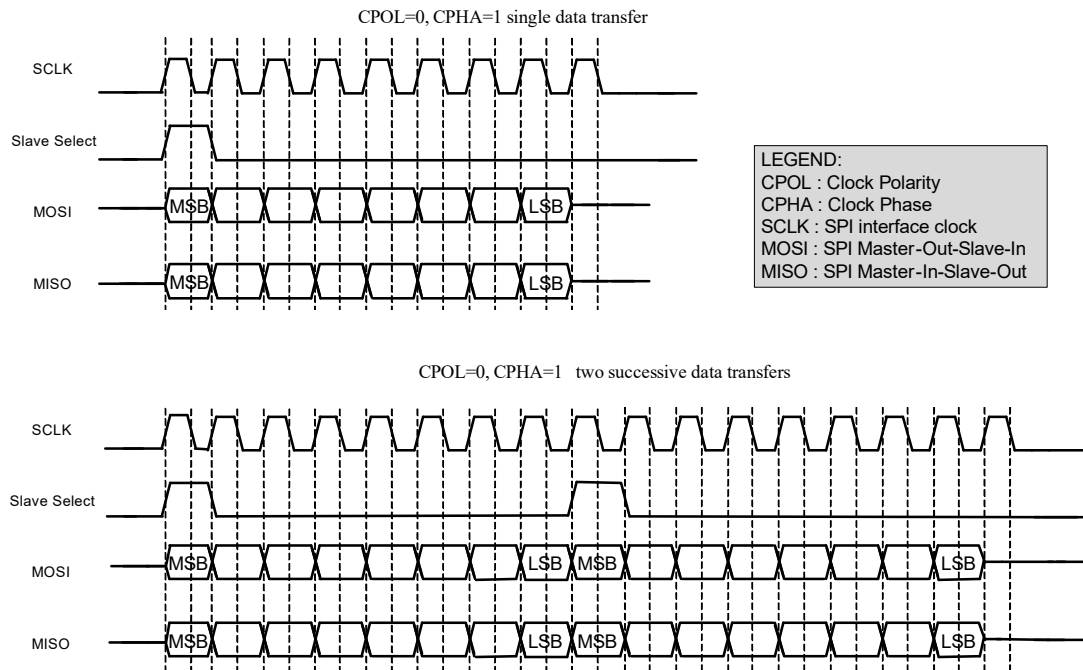 CPOL=0, CPHA=1 single data transfer
SCLK
Slave Select
MOSI
MSB
LSB
MISO
MSB
LSB
LEGEND:
CPOL : Clock Polarity
CPHA : Clock Phase
SCLK : SPI interface clock
MOSI : SPI Master-Out-Slave-In
MISO : SPI Master-In-Slave-Out
CPOL=0, CPHA=1 two successive data transfers
SCLK
Slave Select
MOSI
MSB
LSB
MSB
LSB
MISO
MSB
LSB
MSB
LSB